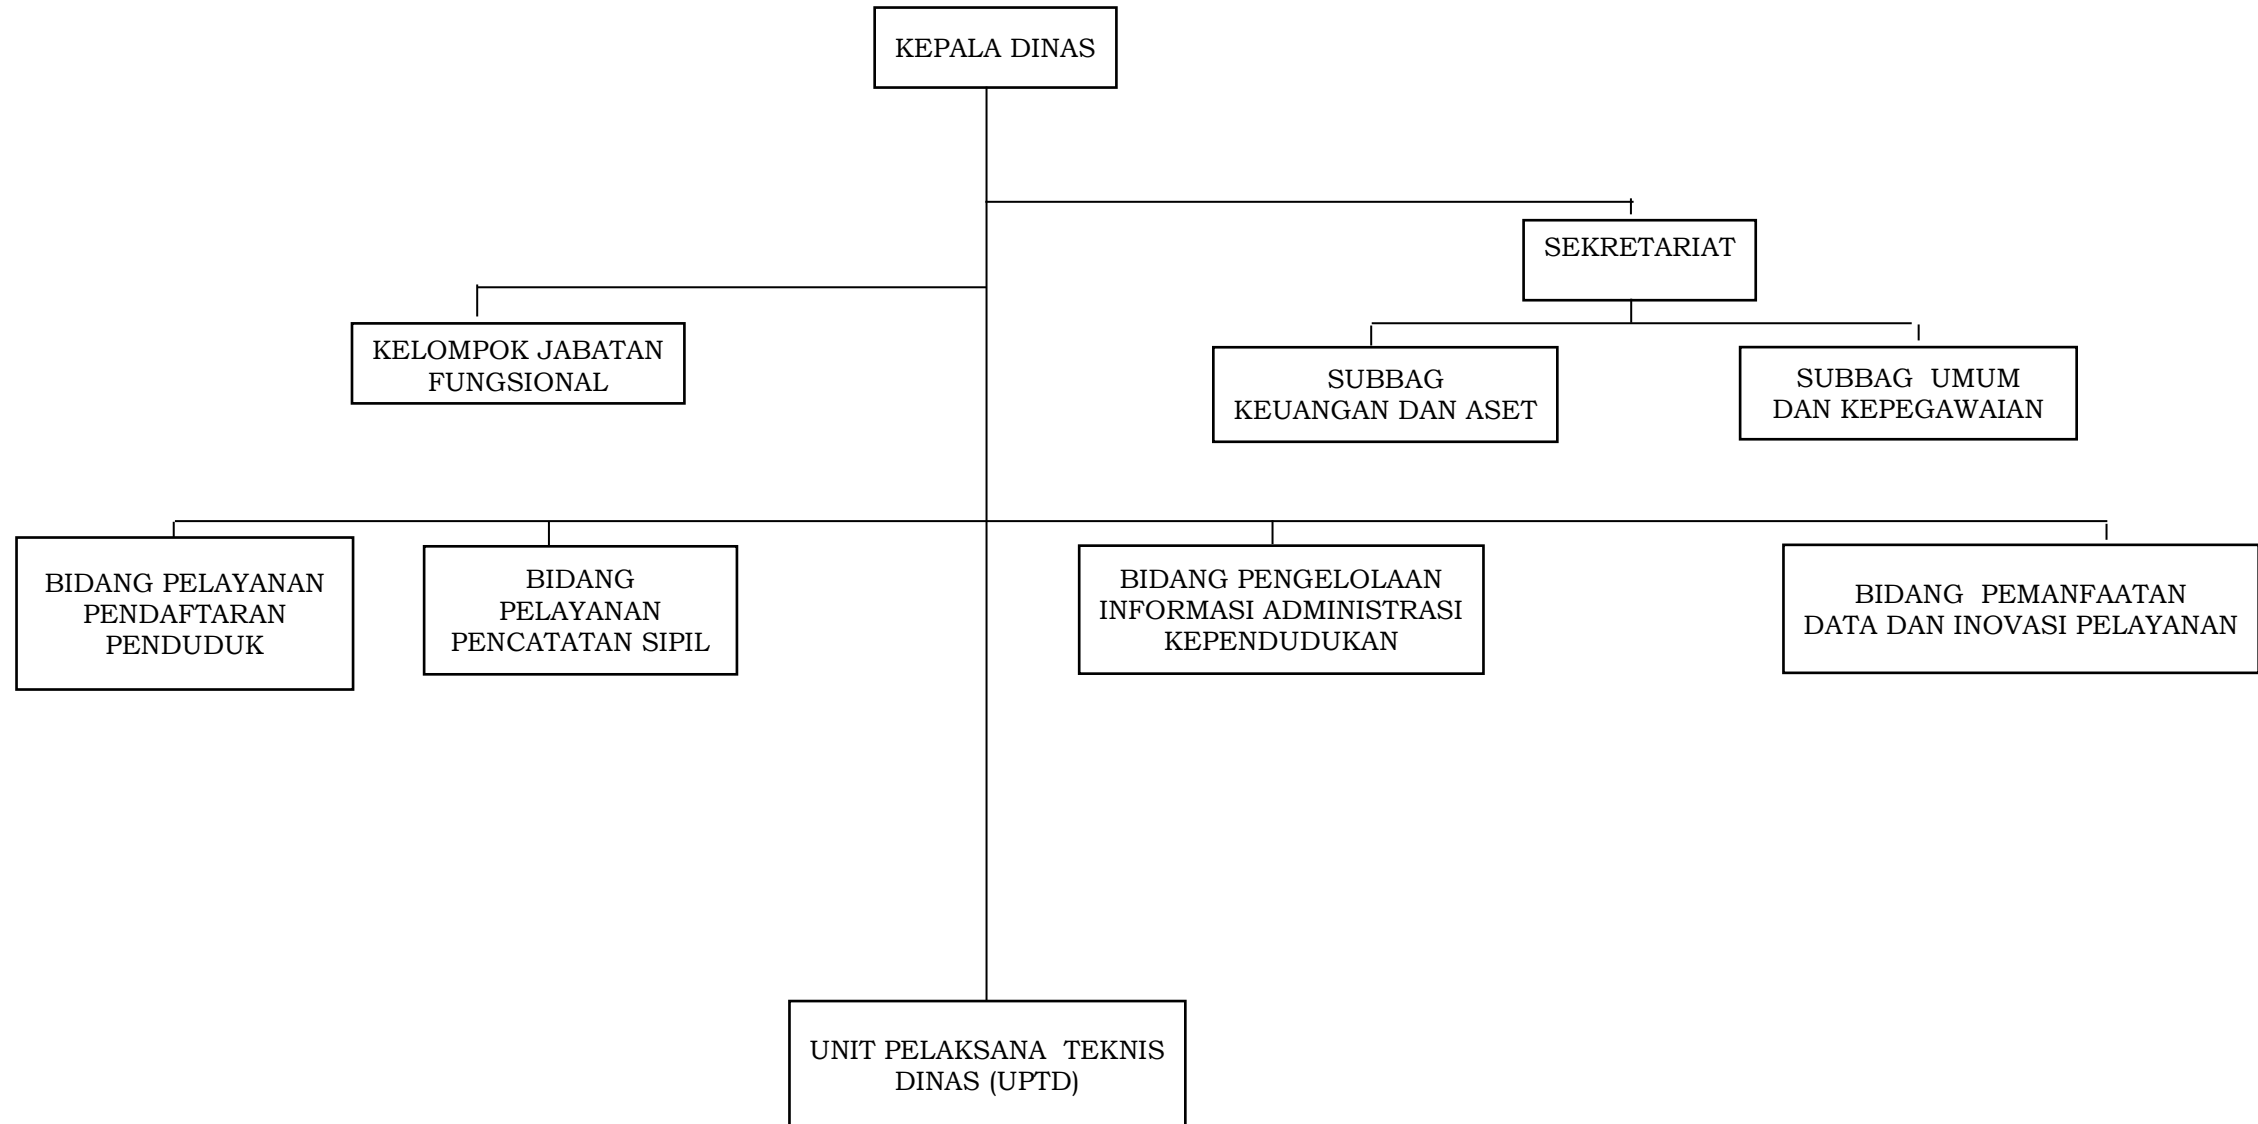 KEPALA DINAS
SEKRETARIAT
KELOMPOK JABATAN
FUNGSIONAL
SUBBAG
KEUANGAN DAN ASET
SUBBAG  UMUM
DAN KEPEGAWAIAN
BIDANG PELAYANAN
PENDAFTARAN
PENDUDUK
BIDANG
PELAYANAN
PENCATATAN SIPIL
BIDANG PENGELOLAAN
INFORMASI ADMINISTRASI
KEPENDUDUKAN
BIDANG  PEMANFAATAN
DATA DAN INOVASI PELAYANAN
UNIT PELAKSANA  TEKNIS
DINAS (UPTD)